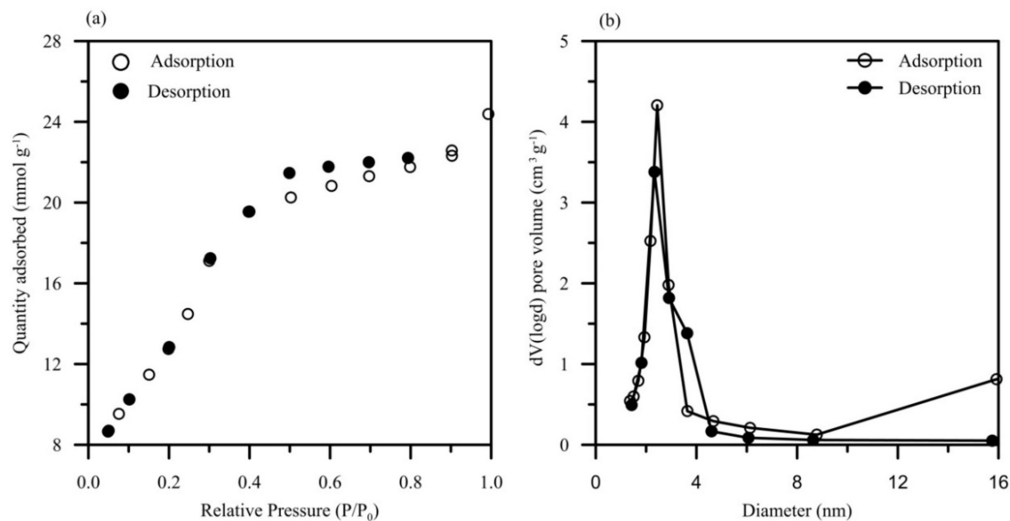 (a)
28
24
20
16
12
8
Quantity adsorbed (mmol g⁻¹)
Adsorption
Desorption
0.0 0.2 0.4 0.6 0.8 1.0
Relative Pressure (P/P₀)
(b)
5
4
3
2
1
0
dV(logd) pore volume (cm³ g⁻¹)
Adsorption
Desorption
0 4 8 12 16
Diameter (nm)